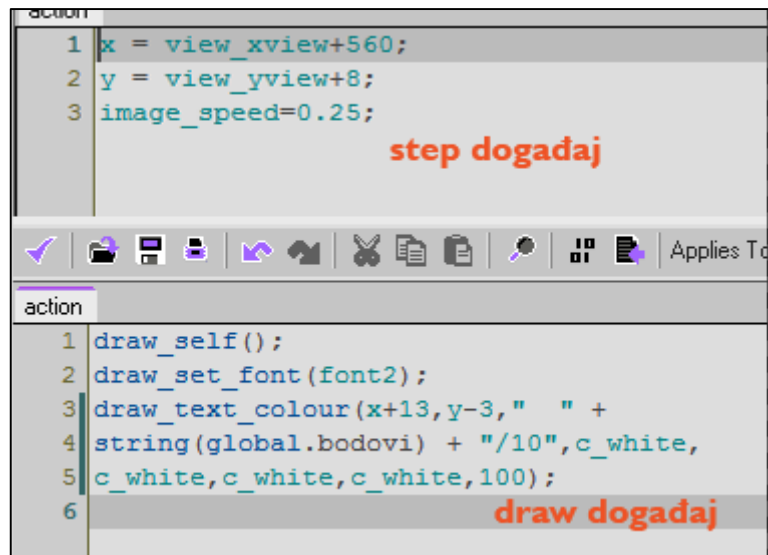 action
1 x = view_xview+560;
2 y = view_yview+8;
3 image_speed=0.25;
step događaj
Applies To
action
1 draw_self();
2 draw_set_font(font2);
3 draw_text_colour(x+13,y-3,"  " +
4 string(global.bodovi) + "/10",c_white,
5 c_white,c_white,c_white,100);
6
draw događaj